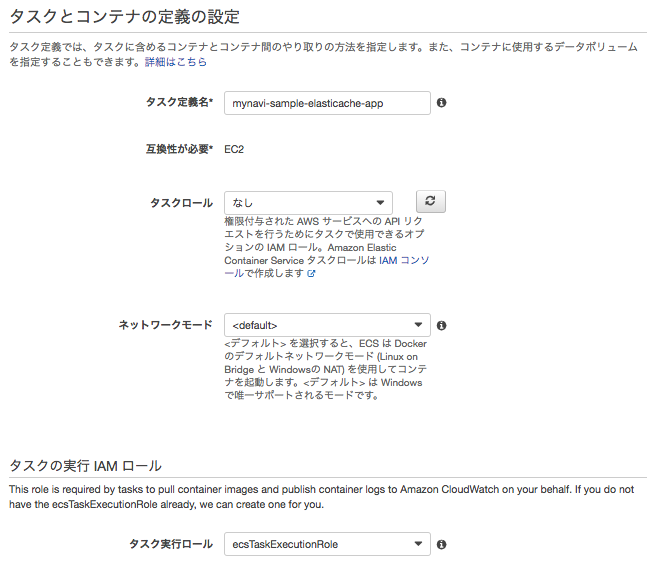 タスクとコンテナの定義の設定
タスク定義では、タスクに含めるコンテナとコンテナ間のやり取りの方法を指定します。また、コンテナに使用するデータボリューム
を指定することもできます。詳細はこちら
タスク定義名* mynavi-sample-elasticache-app
互換性が必要* EC2
タスクロール なし
権限付与された AWS サービスへの API リク
エストを行うためにタスクで使用できるオプ
ションの IAM ロール。Amazon Elastic
Container Service タスクロールは IAM コンソ
ールで作成します
ネットワークモード <default>
<デフォルト> を選択すると、ECS は Docker
のデフォルトネットワークモード (Linux on
Bridge と Windowsの NAT) を使用してコンテ
ナを起動します。<デフォルト> は Windows
で唯一サポートされるモードです。
タスクの実行 IAM ロール
This role is required by tasks to pull container images and publish container logs to Amazon CloudWatch on your behalf. If you do not
have the ecsTaskExecutionRole already, we can create one for you.
タスク実行ロール ecsTaskExecutionRole